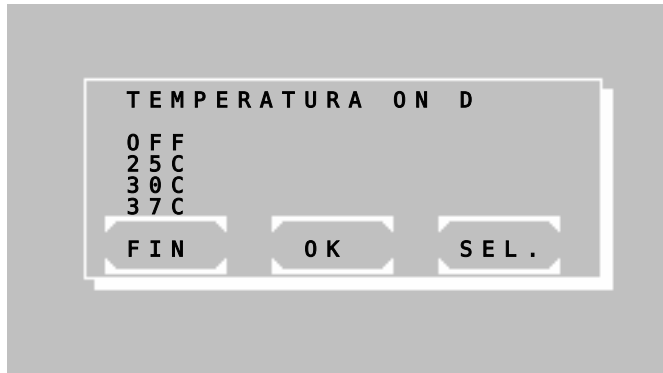 TEMPERATURA ON D
OFF
25C
30C
37C
FIN OK SEL.